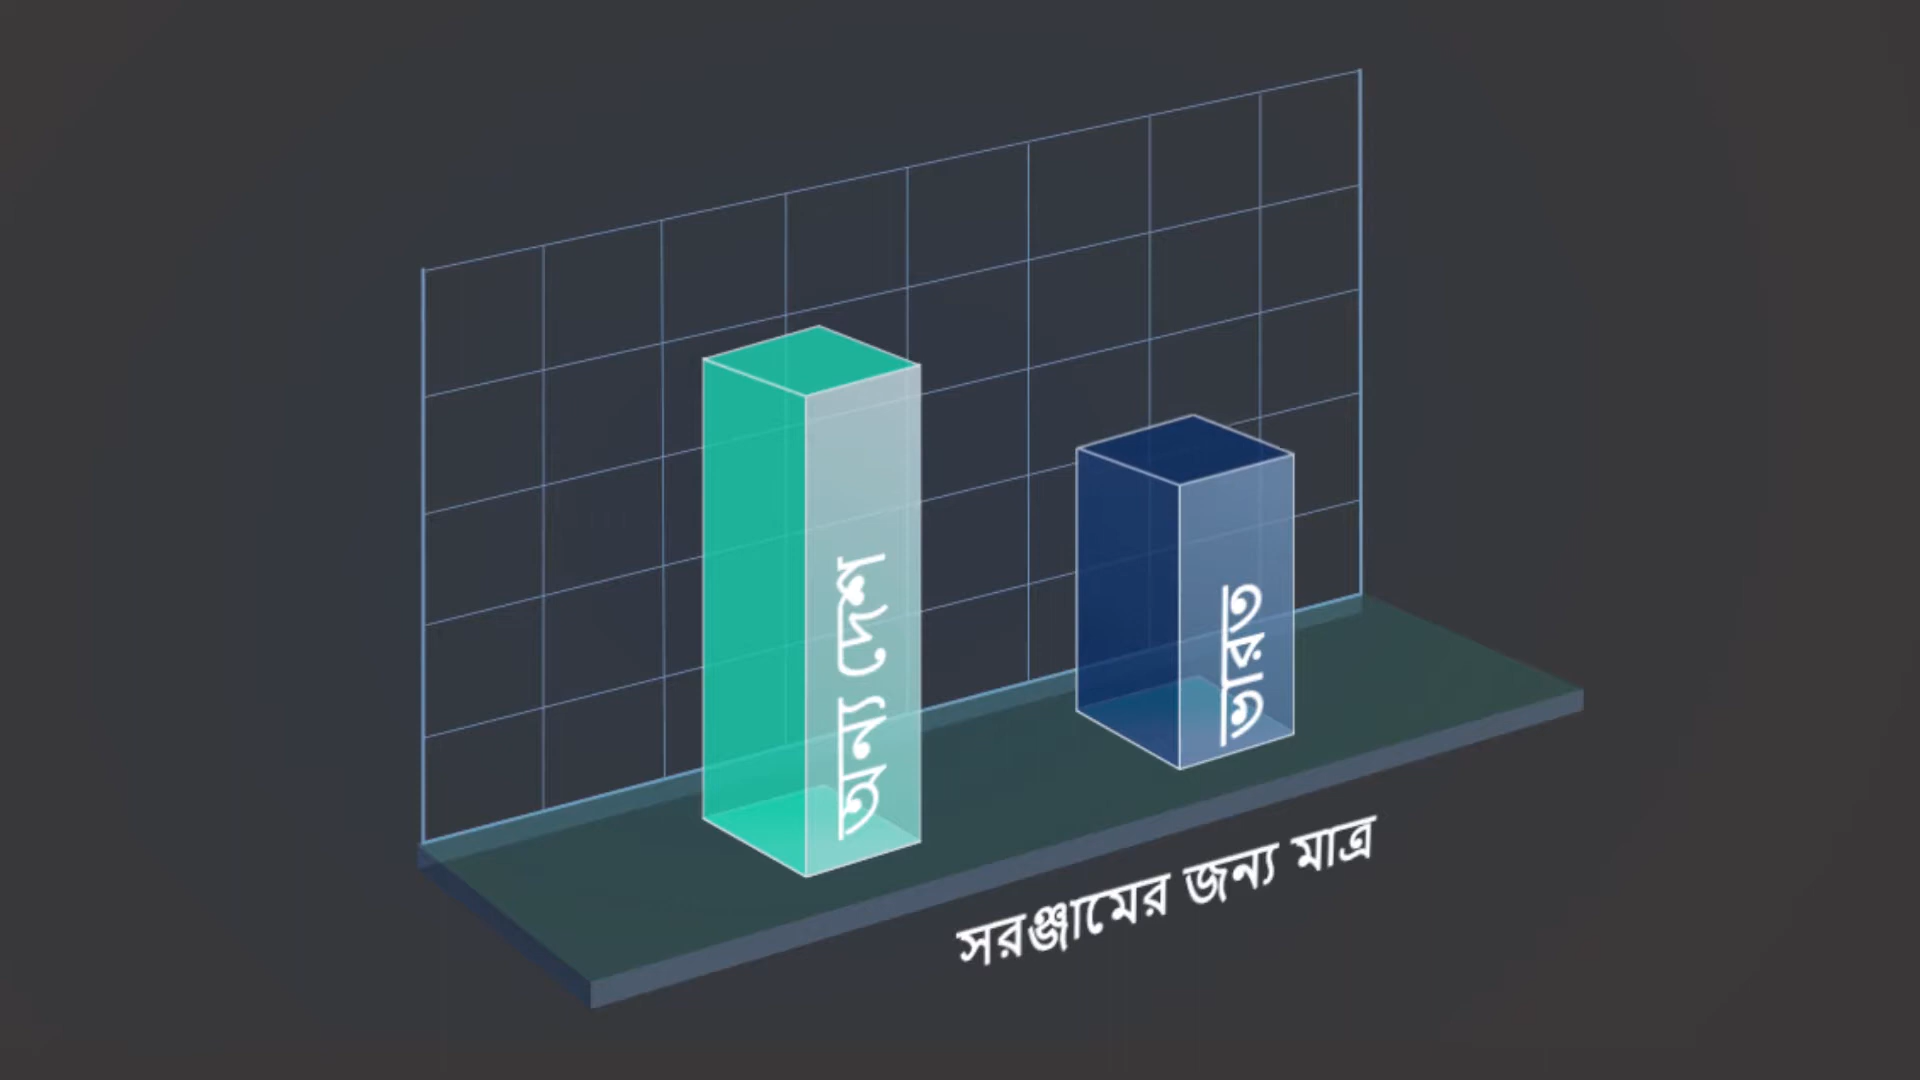 অন্য দেশ
ভারত
সরঞ্জামের জন্য মাত্র